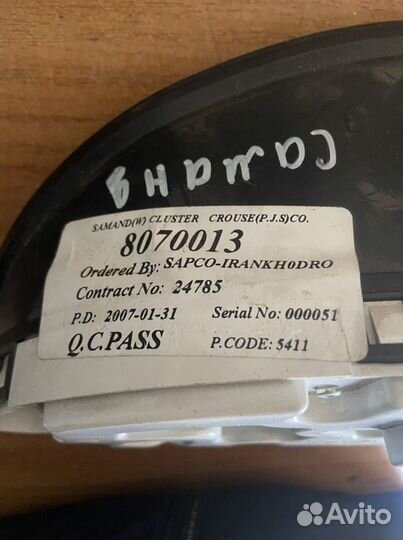 саманд
SAMAND(W) CLUSTER CROUSE(P.J.S)CO.
8070013
Ordered By: SAPCO-IRANKH0DRO
Contract No: 24785
P.D: 2007-01-31 Serial No: 000051
Q.C.PASS P.CODE: 5411
Avito